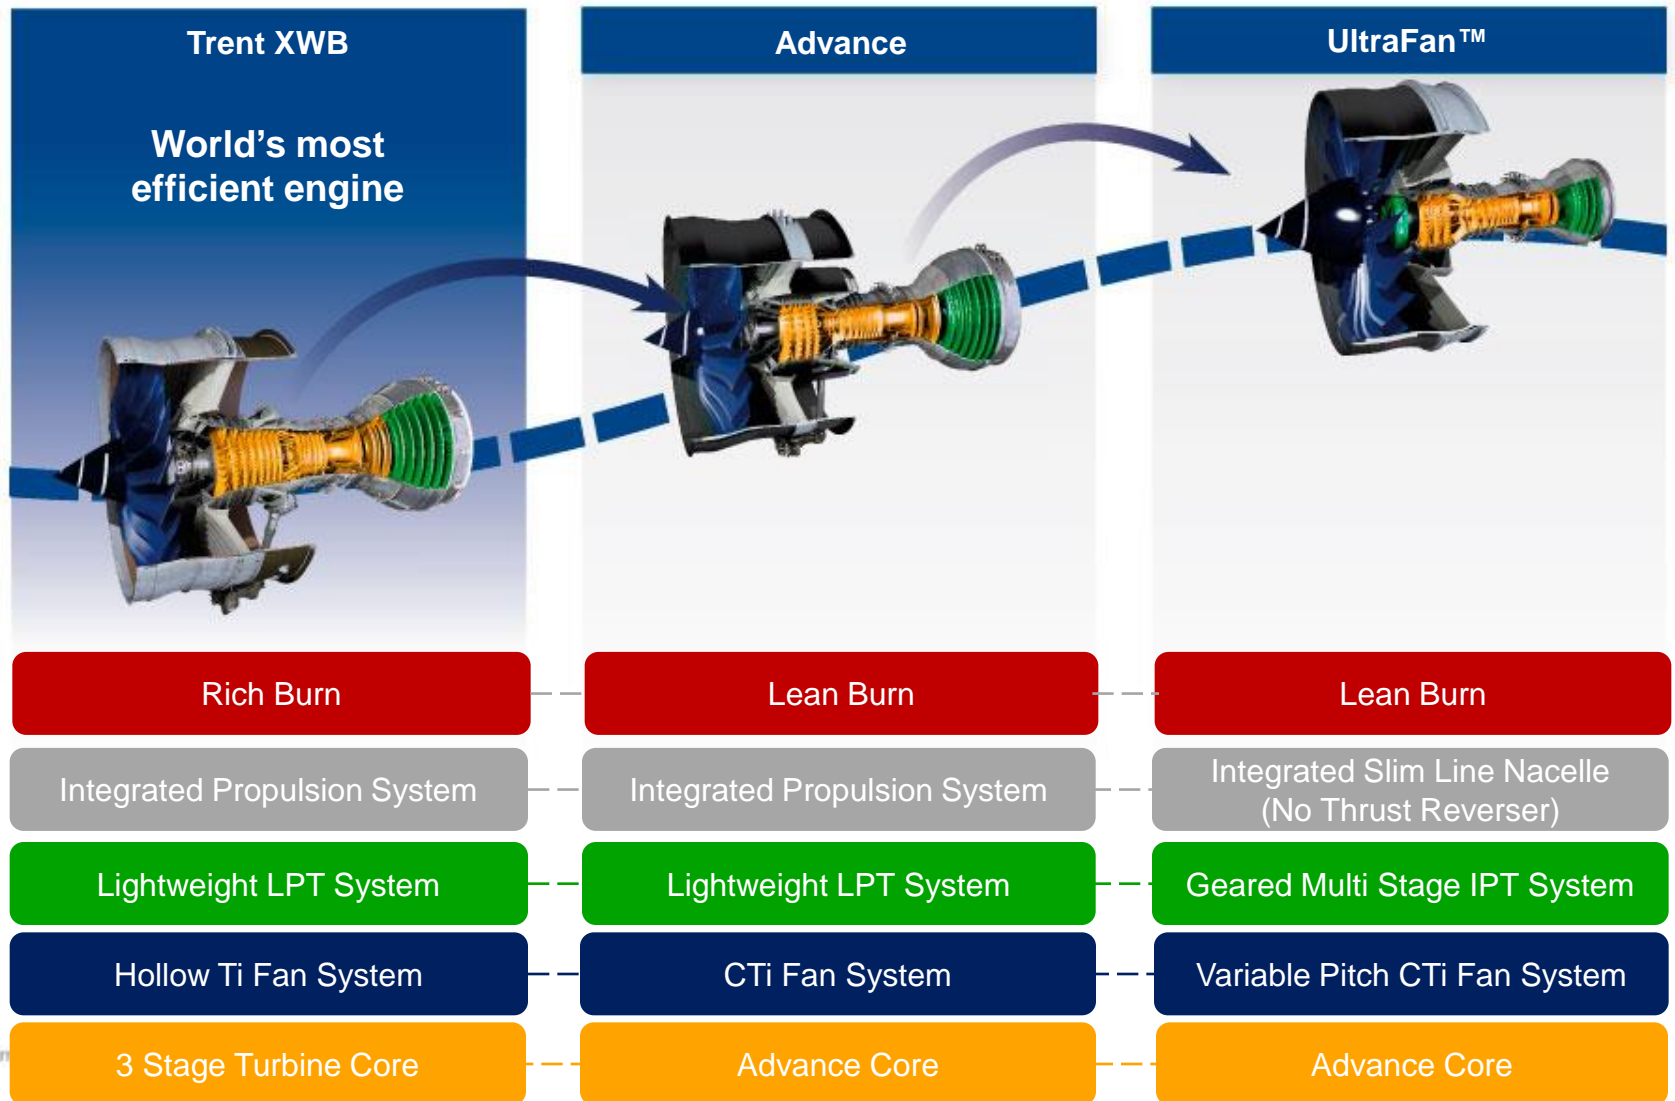 Trent XWB
World's most
efficient engine
Advance
UltraFan™
Rich Burn
Lean Burn
Lean Burn
Integrated Propulsion System
Integrated Propulsion System
Integrated Slim Line Nacelle
(No Thrust Reverser)
Lightweight LPT System
Lightweight LPT System
Geared Multi Stage IPT System
Hollow Ti Fan System
CTi Fan System
Variable Pitch CTi Fan System
3 Stage Turbine Core
Advance Core
Advance Core